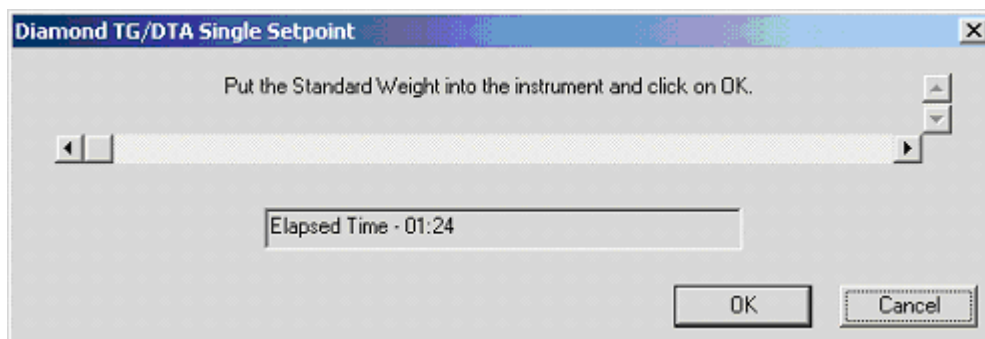 Diamond TG/DTA Single Setpoint
Put the Standard Weight into the instrument and click on OK.
Elapsed Time - 01:24
OK
Cancel